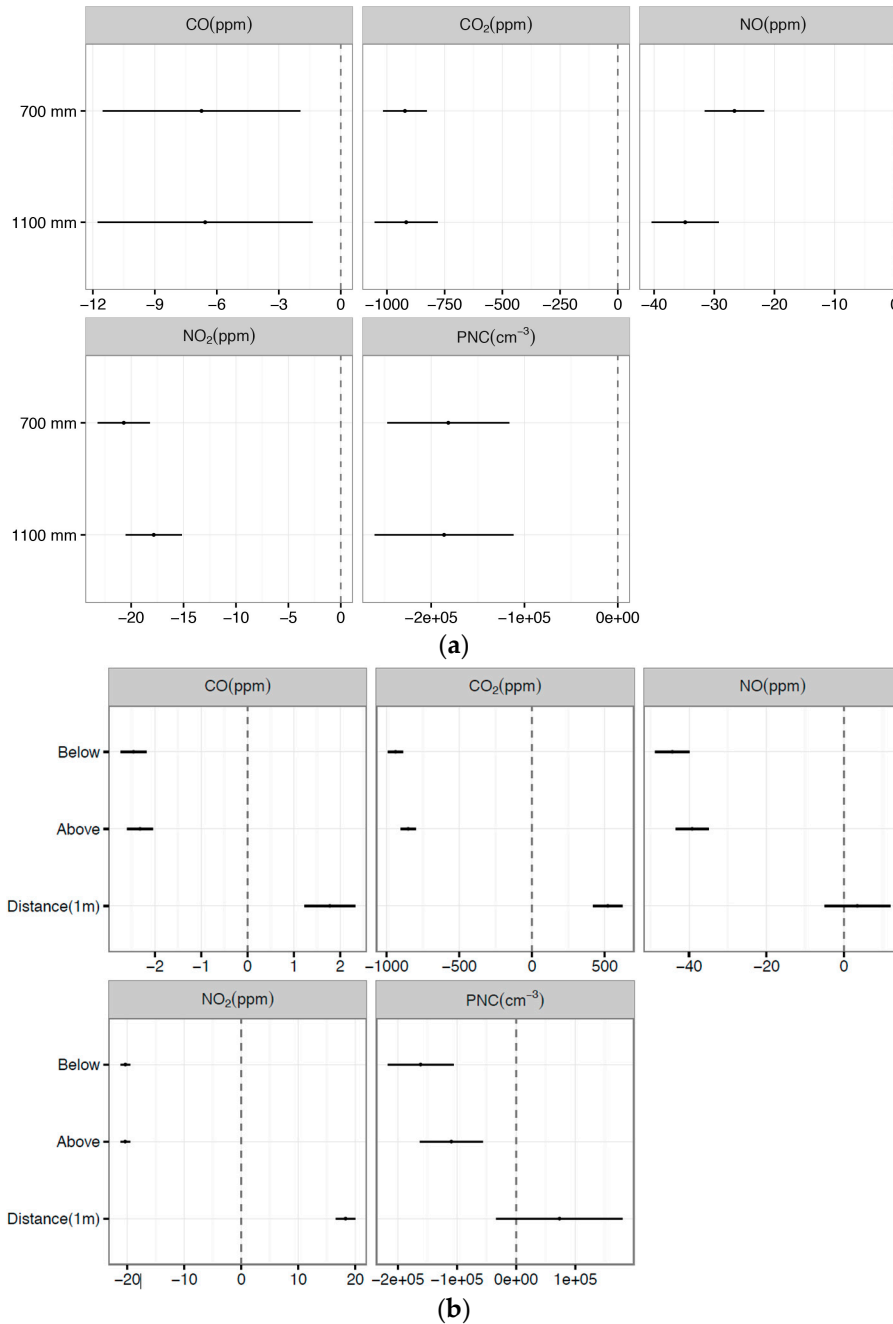 CO(ppm) CO₂(ppm) NO(ppm)
700 mm
1100 mm
−12 −9 −6 −3 0 −1000 −750 −500 −250 0 −40 −30 −20 −10 0
NO₂(ppm) PNC(cm⁻³)
700 mm
1100 mm
−20 −15 −10 −5 0 −2e+05 −1e+05 0e+00
(a)
CO(ppm) CO₂(ppm) NO(ppm)
Below
Above
Distance(1m)
−2 −1 0 1 2 −1000 −500 0 500 −40 −20 0
NO₂(ppm) PNC(cm⁻³)
Below
Above
Distance(1m)
−20 −10 0 10 20 −2e+05 −1e+05 0e+00 1e+05
(b)